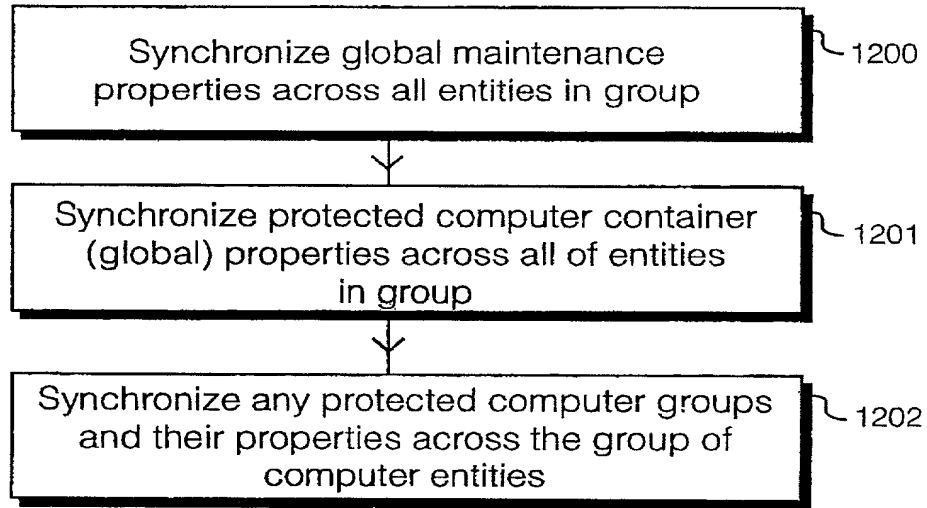 Synchronize global maintenance
properties across all entities in group
1200
Synchronize protected computer container
(global) properties across all of entities
in group
1201
Synchronize any protected computer groups
and their properties across the group of
computer entities
1202